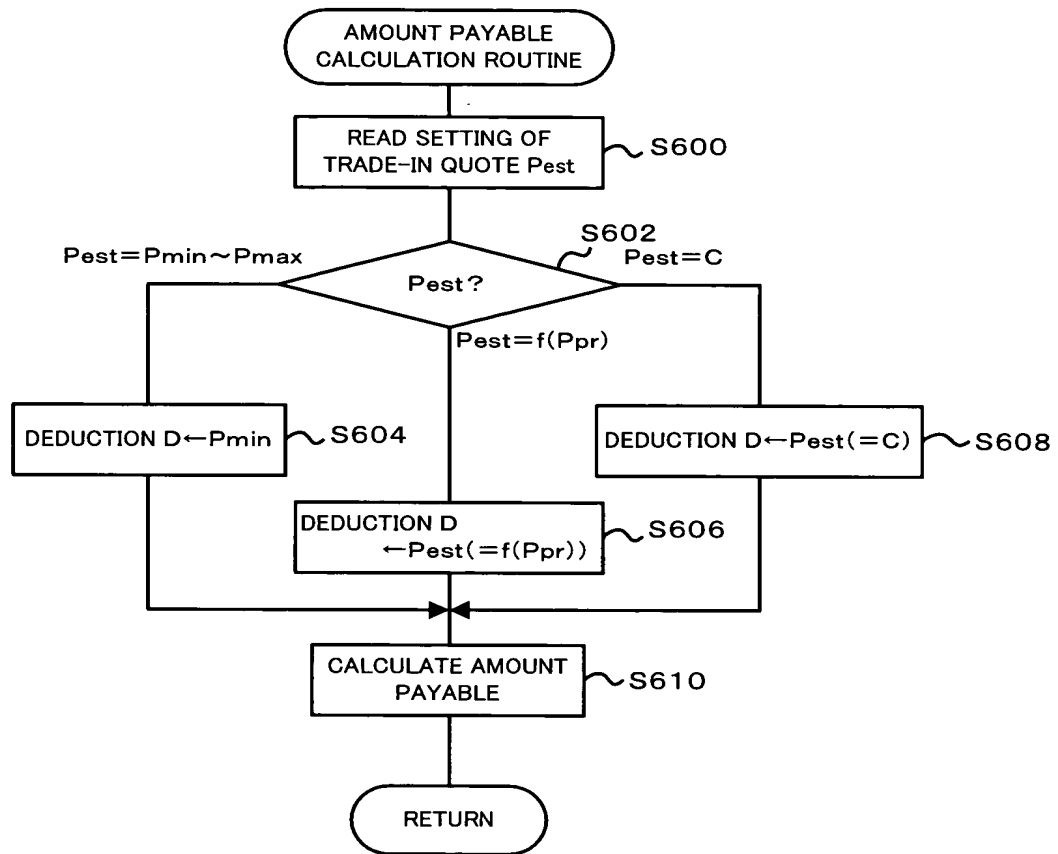 AMOUNT PAYABLE
CALCULATION ROUTINE
READ SETTING OF
TRADE-IN QUOTE Pest
S600
S602
Pest=Pmin~Pmax
Pest=C
Pest?
Pest=f(Ppr)
DEDUCTION D←Pmin
S604
DEDUCTION D←Pest(=C)
S608
DEDUCTION D
←Pest(=f(Ppr))
S606
CALCULATE AMOUNT
PAYABLE
S610
RETURN